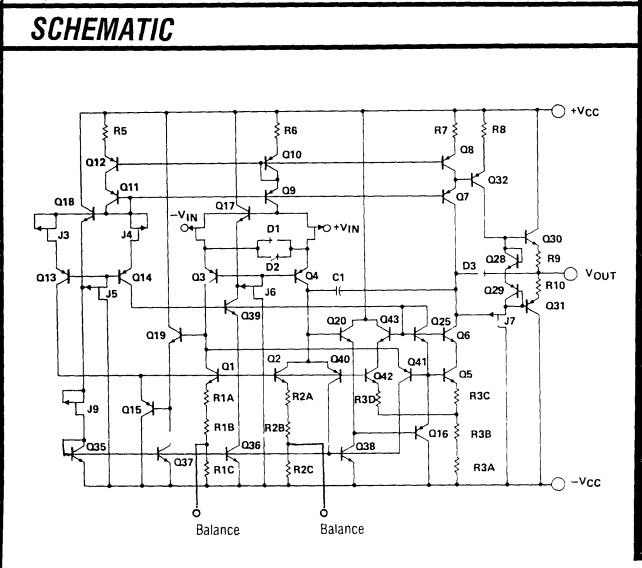 SCHEMATIC
+VCC
R5
R6
R7
R8
Q12
Q10
Q8
Q32
Q11
Q9
Q7
Q18
Q17
-VIN
+VIN
J3
J4
D1
D2
Q30
Q28
R9
Q13
Q14
J5
Q3
J6
Q4
C1
D3
VOUT
Q29
R10
Q31
Q39
Q19
Q20
Q43
Q25
Q6
J7
Q1
Q2
Q40
Q42
Q41
Q5
R1A
R2A
R3D
R3C
J9
Q15
R1B
R2B
Q16
R3B
Q35
Q37
Q36
Q38
R1C
R2C
R3A
-VCC
Balance
Balance